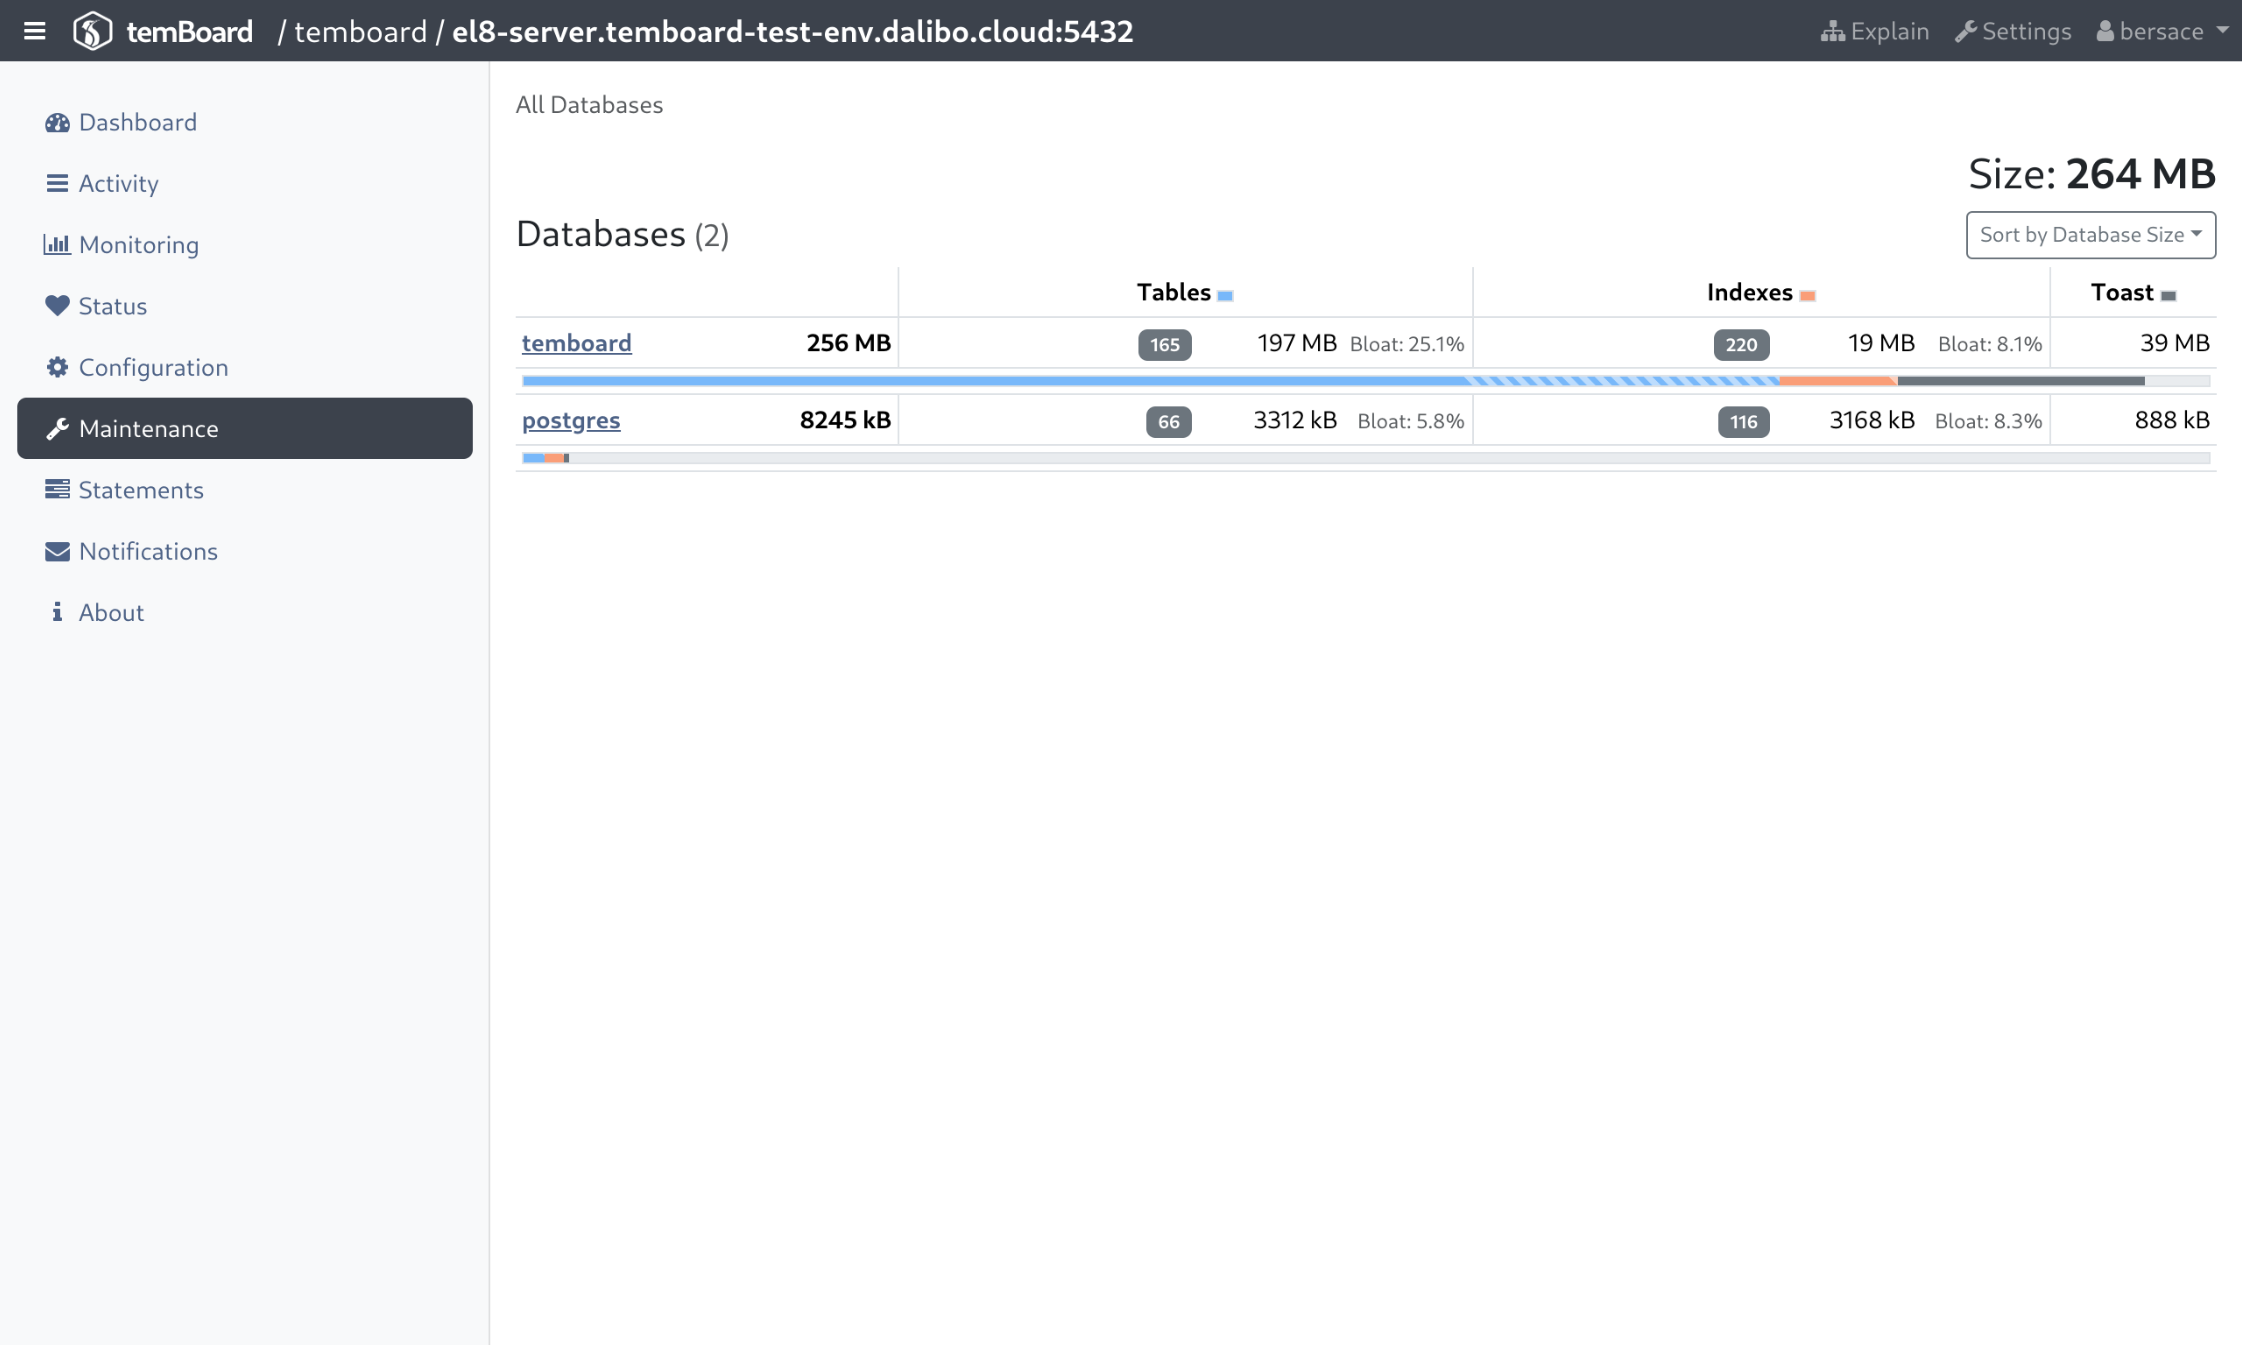 temBoard / temboard / el8-server.temboard-test-env.dalibo.cloud:5432 Explain Settings bersace
Dashboard
Activity
Monitoring
Status
Configuration
Maintenance
Statements
Notifications
About
All Databases
Size: 264 MB
Databases (2) Sort by Database Size
Tables Indexes Toast
temboard 256 MB 165 197 MB Bloat: 25.1% 220 19 MB Bloat: 8.1% 39 MB
postgres 8245 kB 66 3312 kB Bloat: 5.8% 116 3168 kB Bloat: 8.3% 888 kB